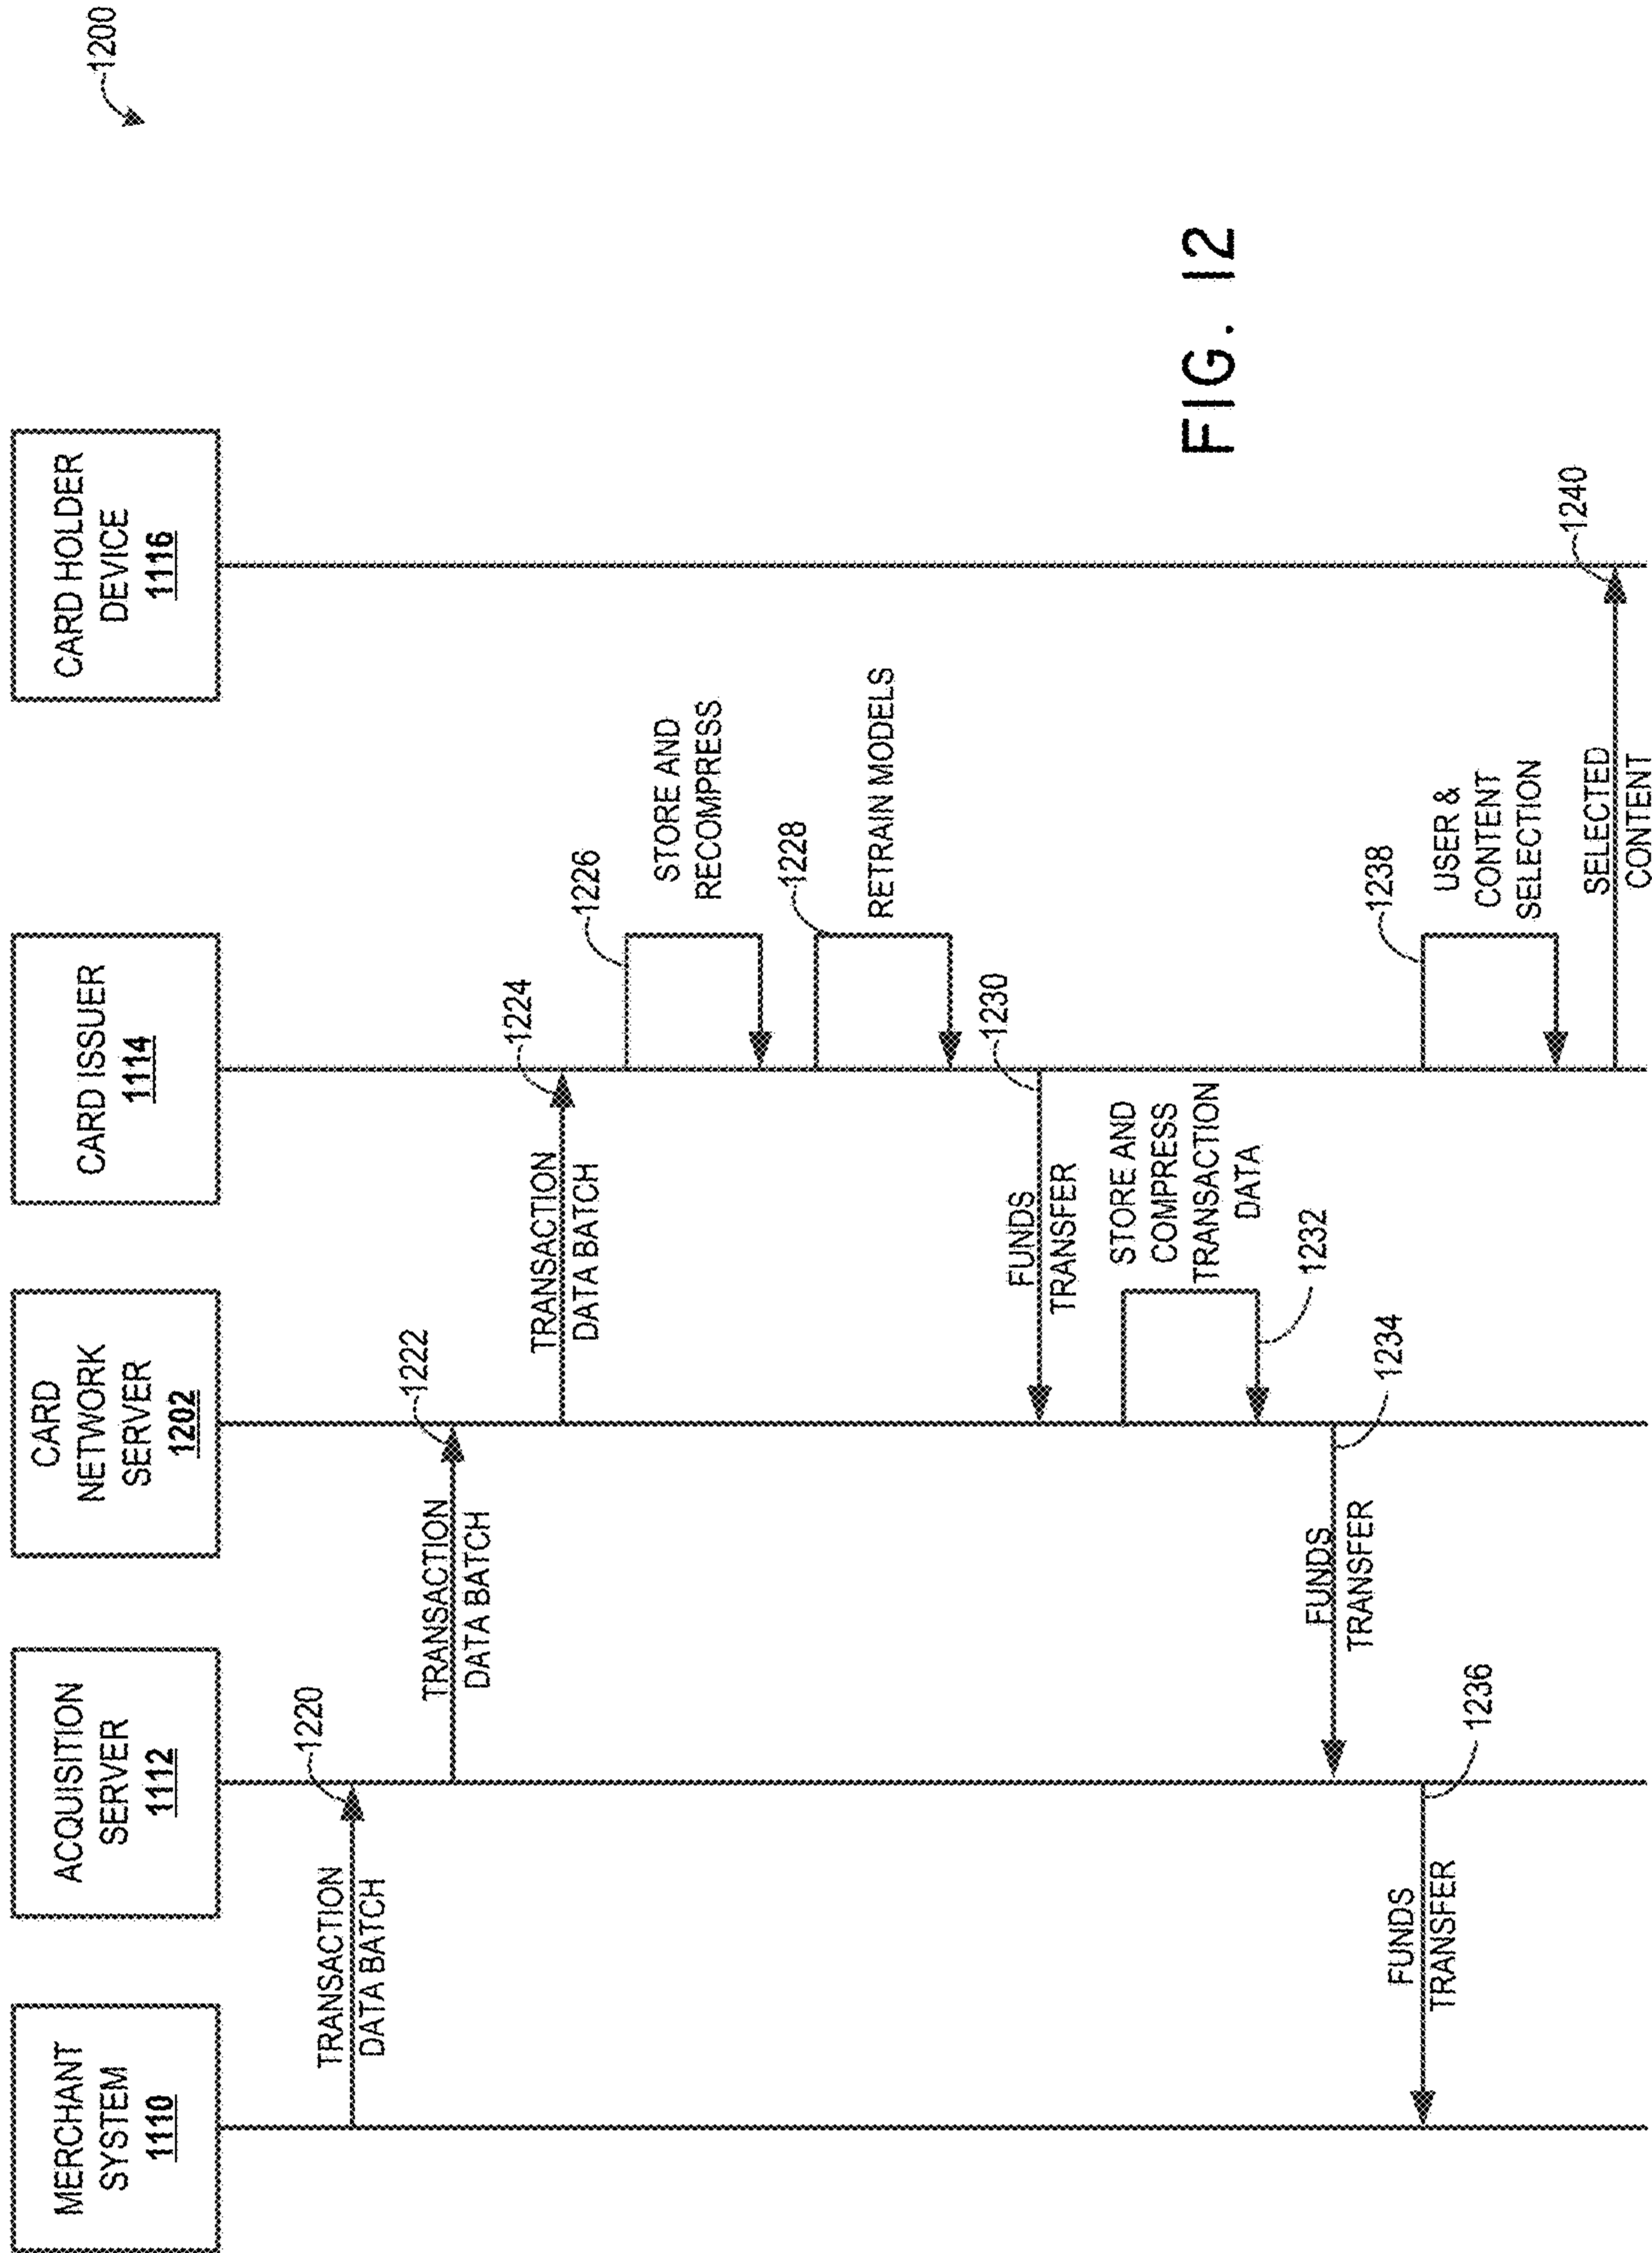 1200
MERCHANT
SYSTEM
1110
ACQUISITION
SERVER
1112
CARD
NETWORK
SERVER
1202
CARD ISSUER
1114
CARD HOLDER
DEVICE
1116
TRANSACTION
DATA BATCH
1220
TRANSACTION
DATA BATCH
1222
TRANSACTION
DATA BATCH
1224
1226
STORE AND
RECOMPRESS
1228
RETRAIN MODELS
FUNDS
TRANSFER
1230
STORE AND
COMPRESS
TRANSACTION
DATA
1232
FUNDS
TRANSFER
1234
FUNDS
TRANSFER
1236
1238
USER &
CONTENT
SELECTION
SELECTED
CONTENT
1240
FIG. 12